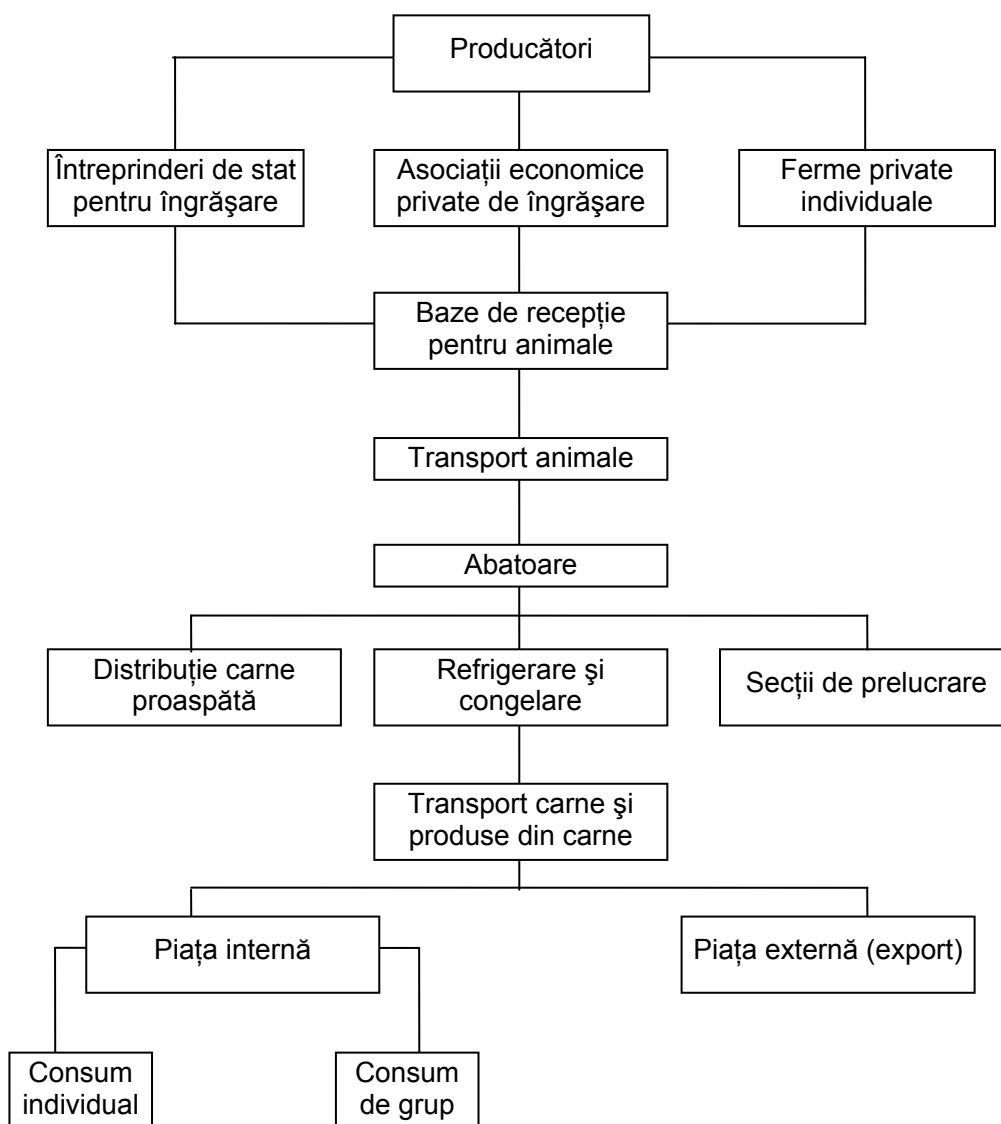 Producători
Întreprinderi de stat
pentru îngrăşare
Asociații economice
private de îngrăşare
Ferme private
individuale
Baze de recepție
pentru animale
Transport animale
Abatoare
Distribuție carne
proaspătă
Refrigerare şi
congelare
Secții de prelucrare
Transport carne şi
produse din carne
Piața internă
Piața externă (export)
Consum
individual
Consum
de grup